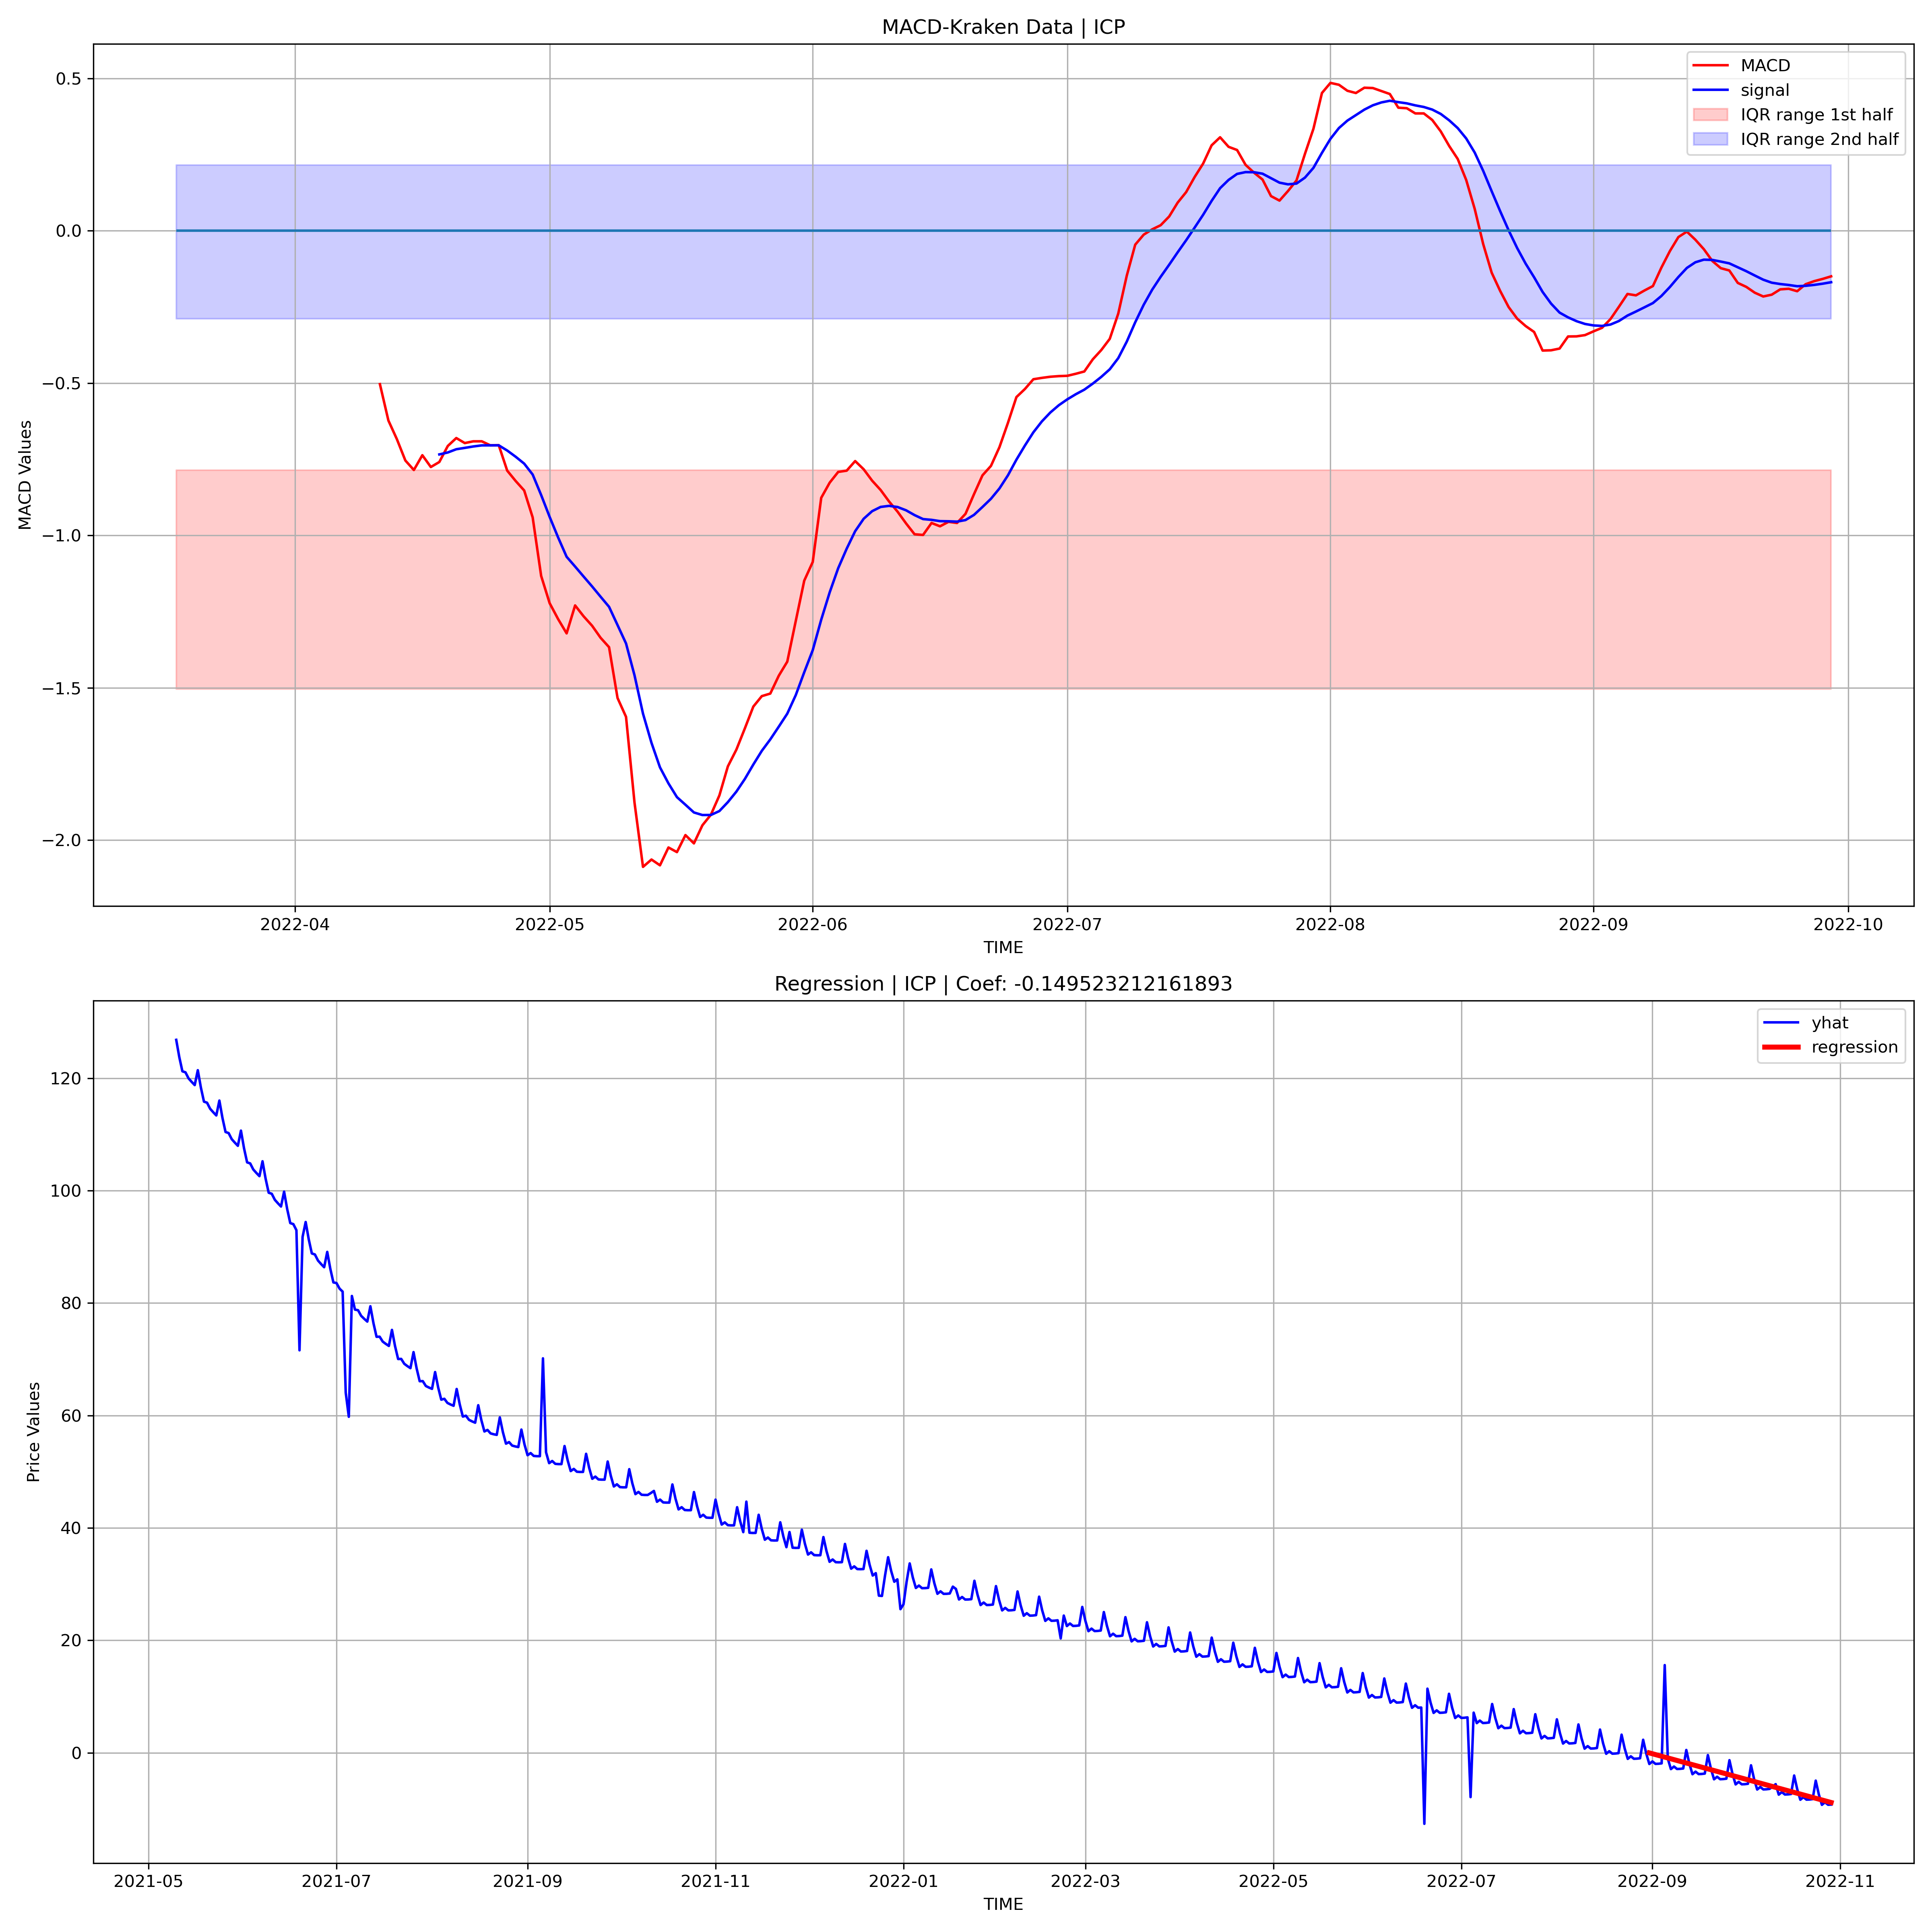 MACD-Kraken Data | ICP
MACD
signal
IQR range 1st half
IQR range 2nd half
MACD Values
0.5
0.0
−0.5
−1.0
−1.5
−2.0
2022-04 2022-05 2022-06 2022-07 2022-08 2022-09 2022-10
TIME
Regression | ICP | Coef: -0.149523212161893
yhat
regression
Price Values
120
100
80
60
40
20
0
2021-05 2021-07 2021-09 2021-11 2022-01 2022-03 2022-05 2022-07 2022-09 2022-11
TIME